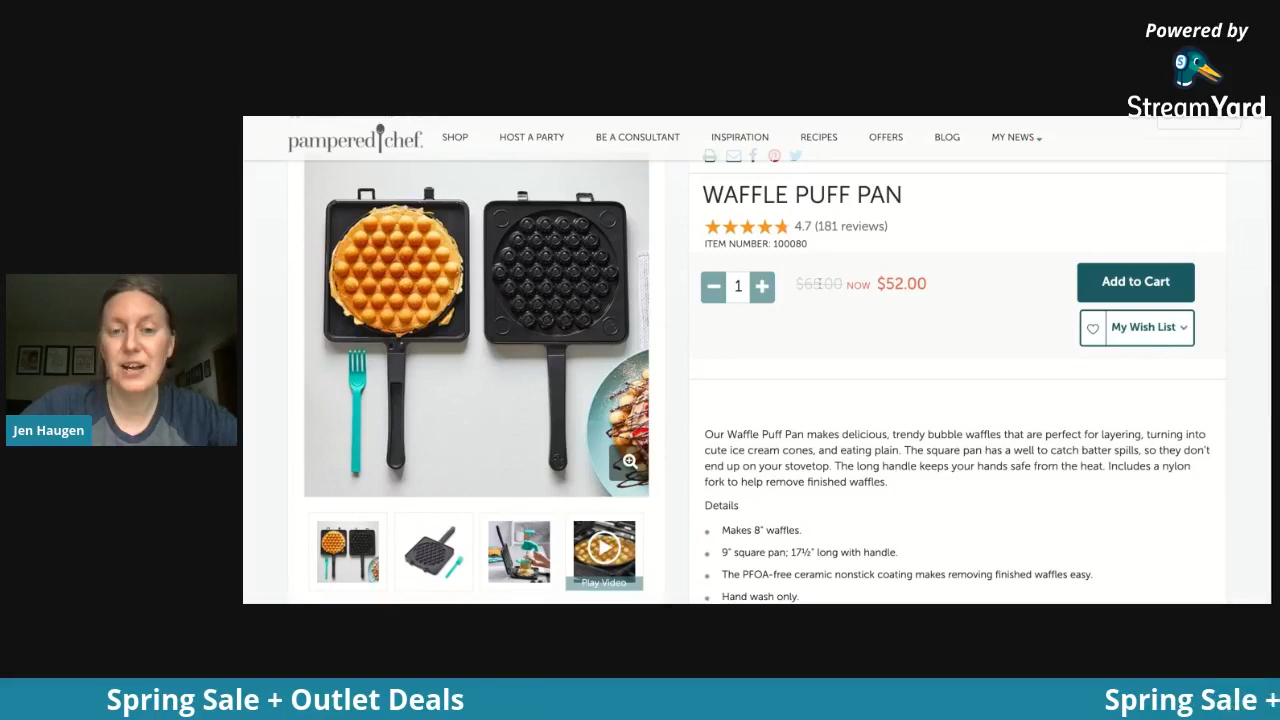 Powered by
StreamYard
pampered chef.
SHOP
HOST A PARTY
BE A CONSULTANT
INSPIRATION
RECIPES
OFFERS
BLOG
MY NEWS
WAFFLE PUFF PAN
4.7 (181 reviews)
ITEM NUMBER: 100080
1
$65.00 NOW $52.00
Add to Cart
My Wish List
Jen Haugen
Our Waffle Puff Pan makes delicious, trendy bubble waffles that are perfect for layering, turning into
cute ice cream cones, and eating plain. The square pan has a well to catch batter spills, so they don't
end up on your stovetop. The long handle keeps your hands safe from the heat. Includes a nylon
fork to help remove finished waffles.
Details
Makes 8" waffles.
9" square pan; 17½" long with handle.
The PFOA-free ceramic nonstick coating makes removing finished waffles easy.
Hand wash only.
Play Video
Spring Sale + Outlet Deals
Spring Sale +